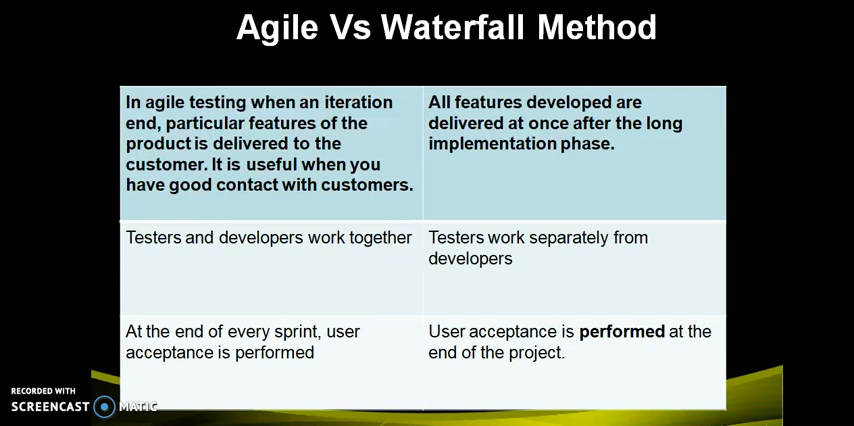 Agile Vs Waterfall Method
In agile testing when an iteration
end, particular features of the
product is delivered to the
customer. It is useful when you
have good contact with customers.
All features developed are
delivered at once after the long
implementation phase.
Testers and developers work together
Testers work separately from
developers
At the end of every sprint, user
acceptance is performed
User acceptance is performed at the
end of the project.
RECORDED WITH
SCREENCAST MATIC